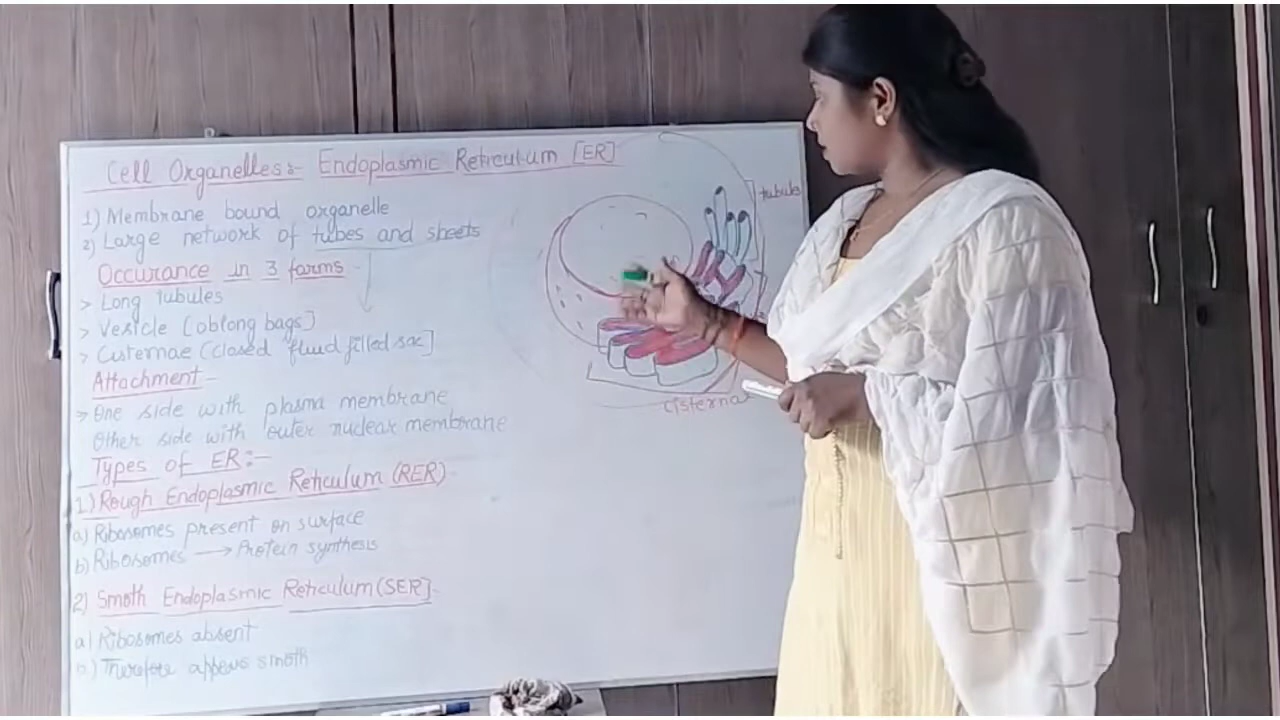 Cell Organelles:- Endoplasmic Reticulum [ER]
1) Membrane bound organelle
2) Large network of tubes and sheets
Occurance in 3 farms
> Long tubules
> Vesicle [oblong bags]
> Cisternae (closed fluid filled sac]
Attachment -
> One side with plasma membrane
Other side with outer nuclear membrane
Types of ER:-
1) Rough Endoplasmic Reticulum (RER)
a) Ribosomes present on surface
b) Ribosomes → Protein synthesis
2) Smoth Endoplasmic Reticulum (SER]
a) Ribosomes absent
b) Therefore appears smoth
tubule
cisterna